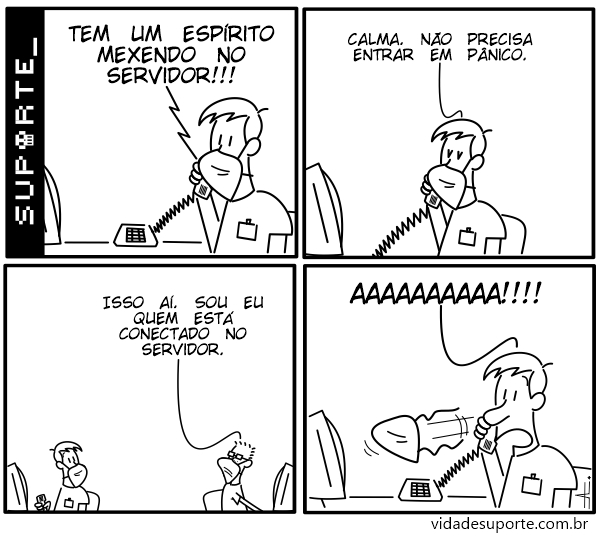 SUPORTE_
TEM UM ESPÍRITO
MEXENDO NO
SERVIDOR!!!
CALMA. NÃO PRECISA
ENTRAR EM PÂNICO.
ISSO AÍ. SOU EU
QUEM ESTÁ
CONECTADO NO
SERVIDOR.
AAAAAAAAAA!!!!
vidadesuporte.com.br